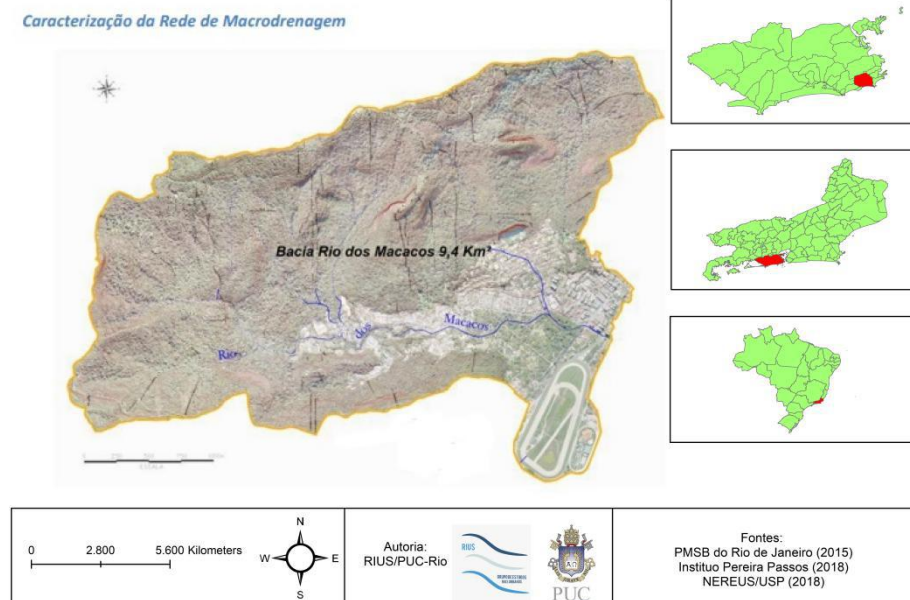 Caracterização da Rede de Macrodrenagem
Bacia Rio dos Macacos 9,4 Km²
Rio
dos
Macacos
ESCALA
0 2.800 5.600 Kilometers
N
W E
S
Autoria:
RIUS/PUC-Rio
RIUS
PUC
Fontes:
PMSB do Rio de Janeiro (2015)
Instituo Pereira Passos (2018)
NEREUS/USP (2018)